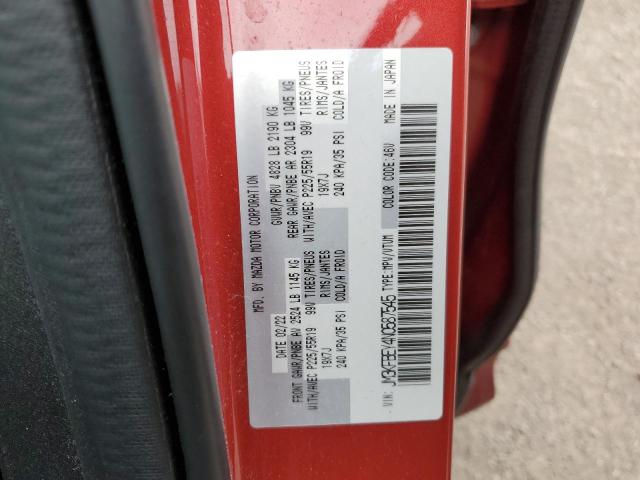 MFD. BY MAZDA MOTOR CORPORATION
DATE: 02/22 GVWR/PNBV 4828 LB 2190 KG
FRONT GAWR/PNBE AV 2524 LB 1145 KG REAR GAWR/PNBE AR 2304 LB 1045 KG
WITH/AVEC P225/55R19 99V TIRES/PNEUS WITH/AVEC P225/55R19 99V TIRES/PNEUS
19X7J RIMS/JANTES 19X7J RIMS/JANTES
240 KPA/35 PSI COLD/A FROID 240 KPA/35 PSI COLD/A FROID
VIN: JM3KFBEY4N0587545 TYPE:MPV/VTUM COLOR CODE:46V MADE IN JAPAN